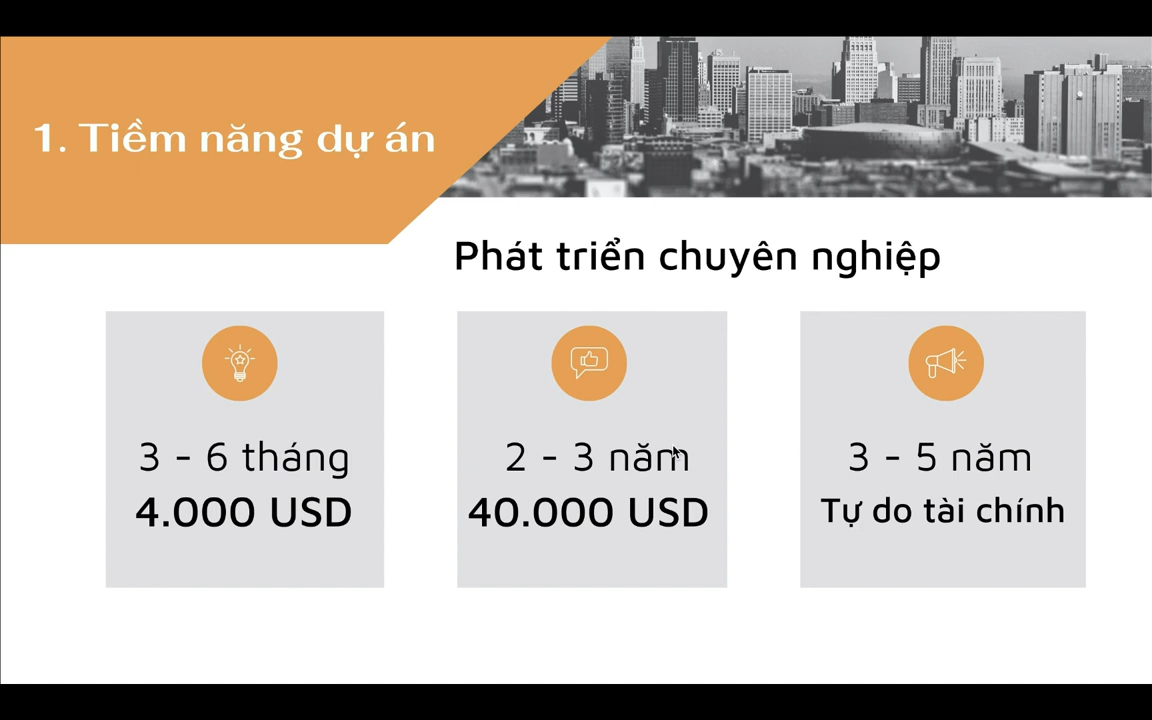 1. Tiềm năng dự án
Phát triển chuyên nghiệp
3 - 6 tháng
4.000 USD
2 - 3 năm
40.000 USD
3 - 5 năm
Tự do tài chính